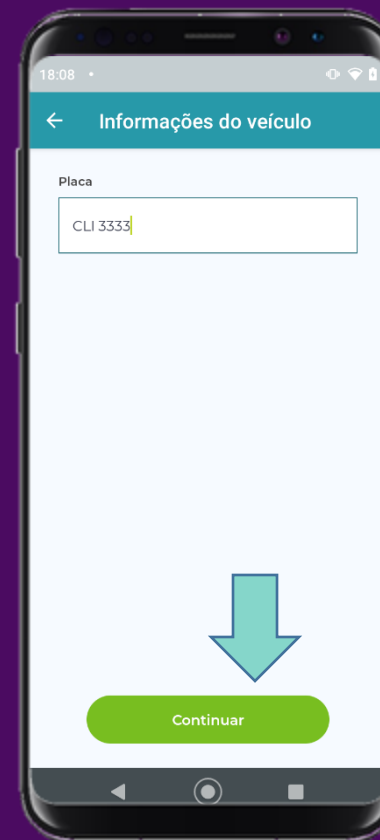 18:08
Informações do veículo
Placa
CLI 3333
Continuar